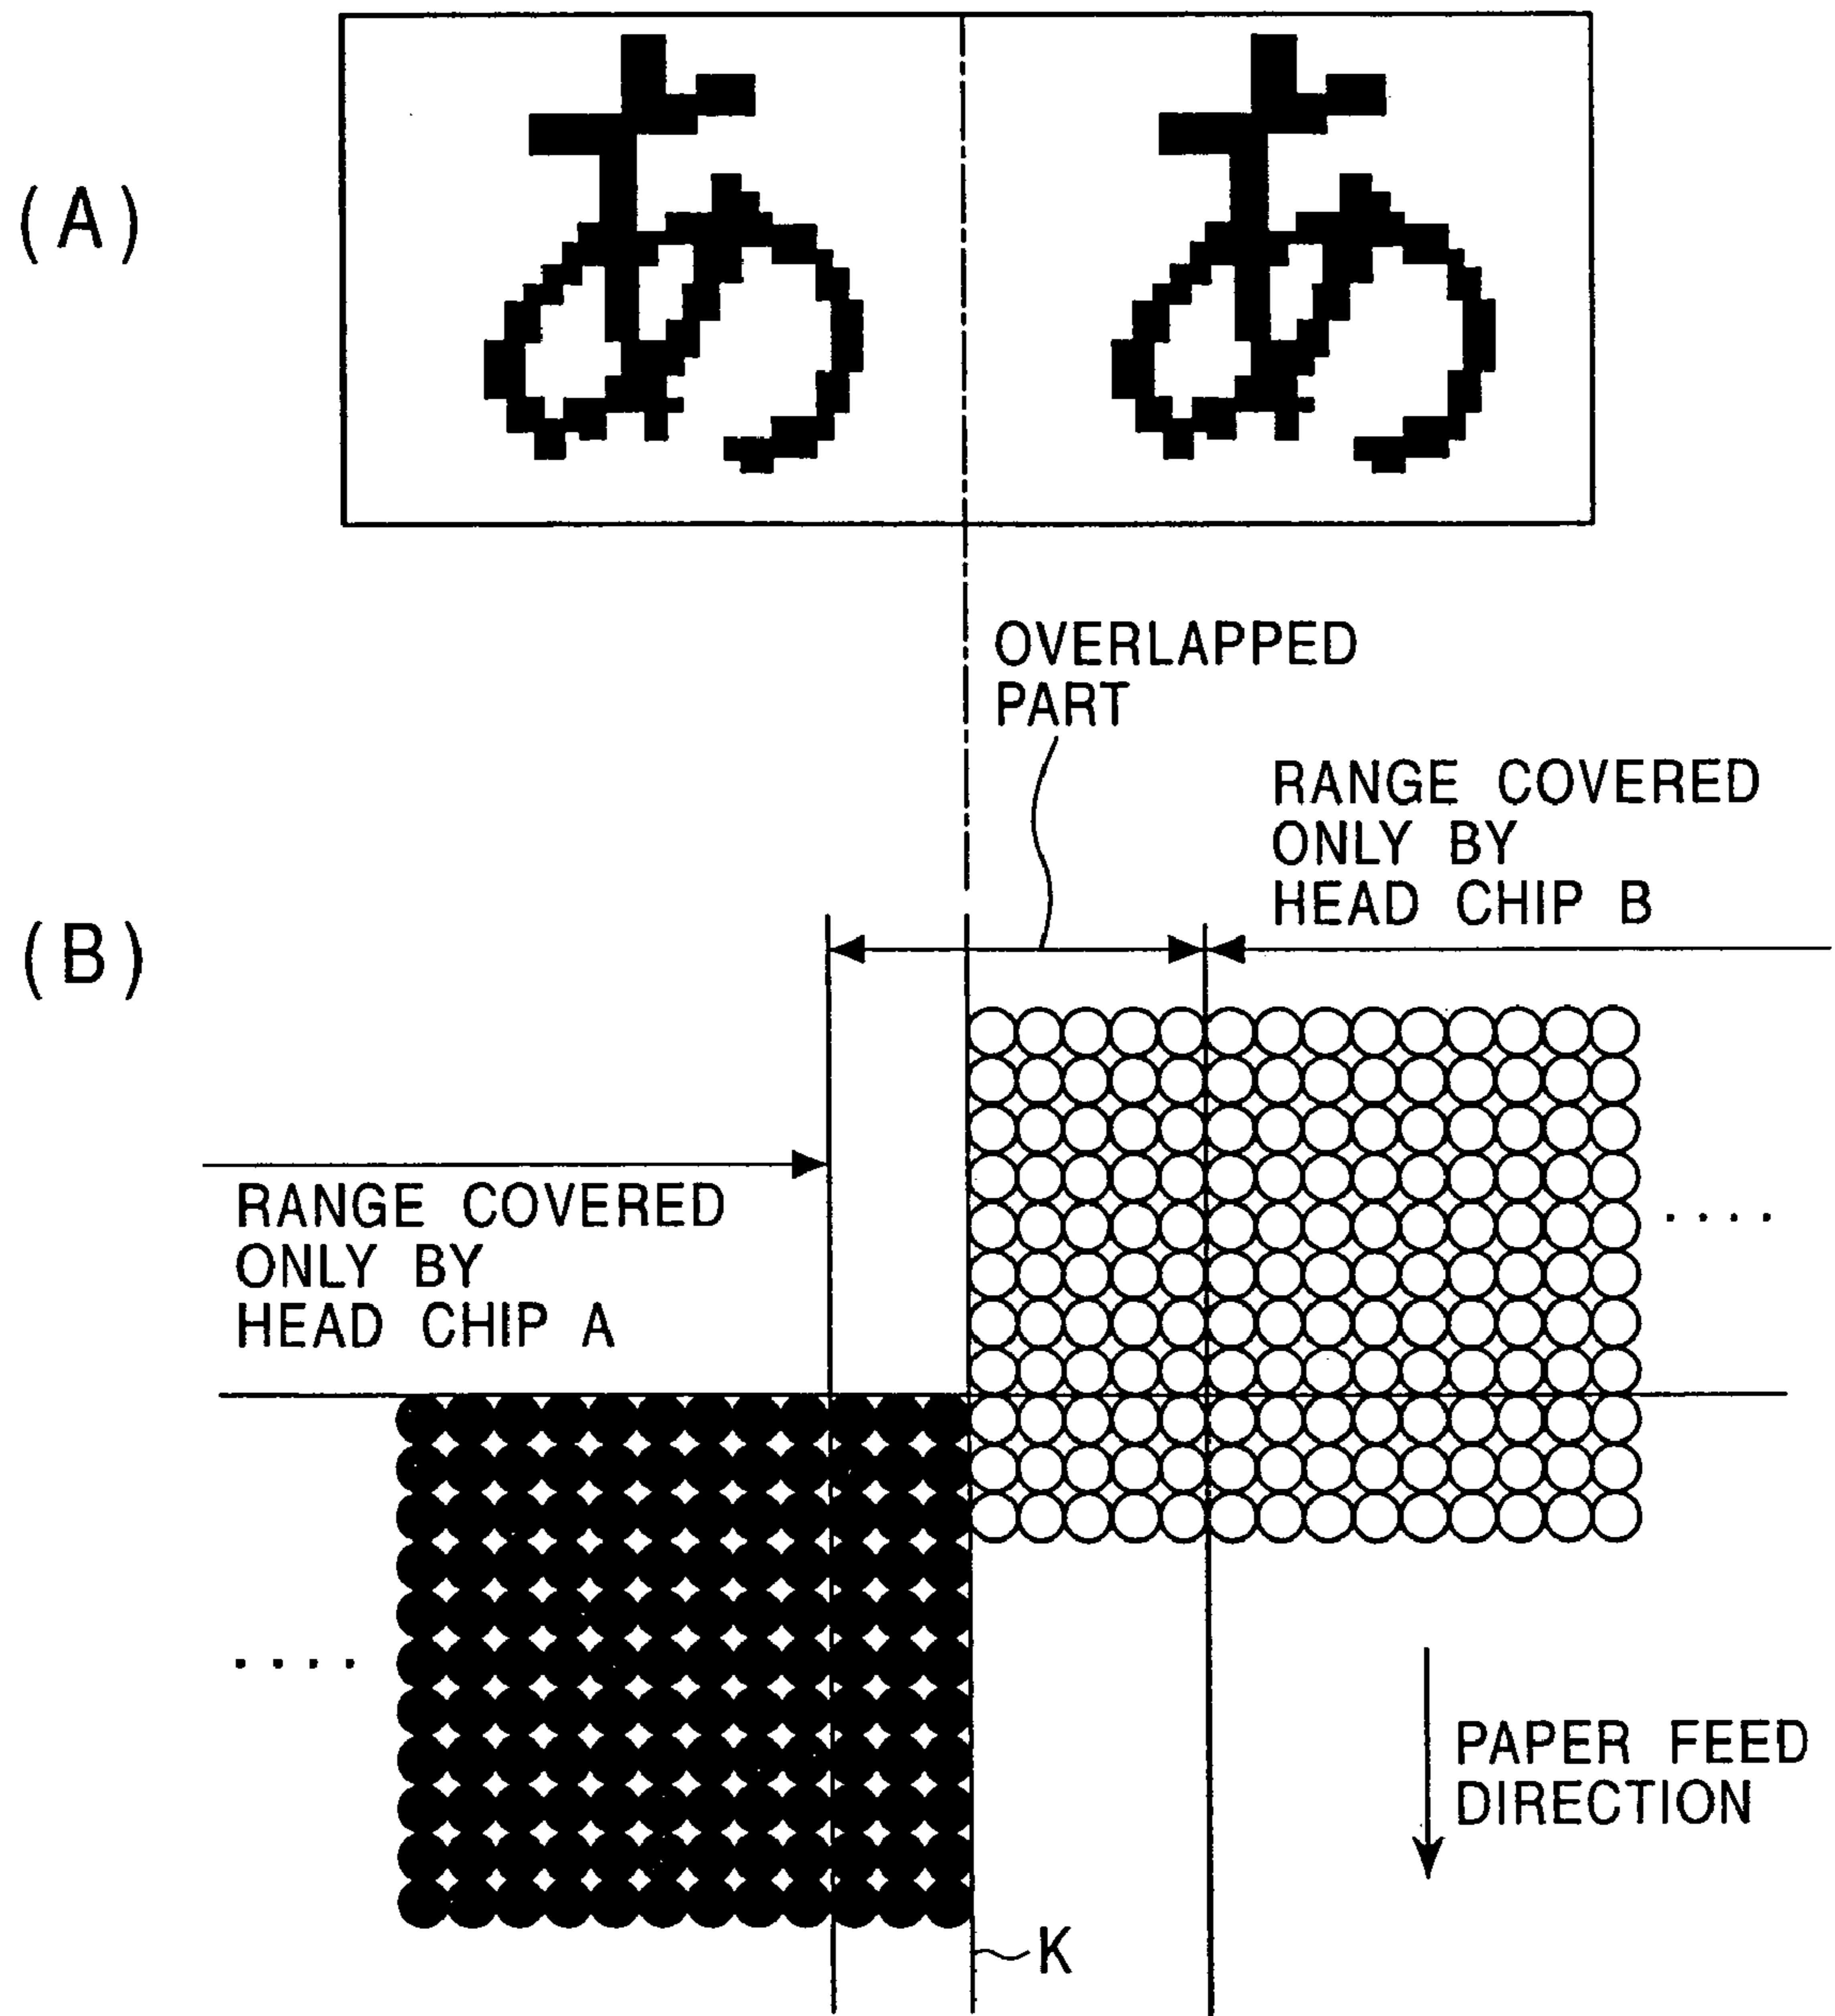 (A)
あ あ
OVERLAPPED
PART
RANGE COVERED
ONLY BY
HEAD CHIP B
(B)
RANGE COVERED
ONLY BY
HEAD CHIP A
....
....
PAPER FEED
DIRECTION
K